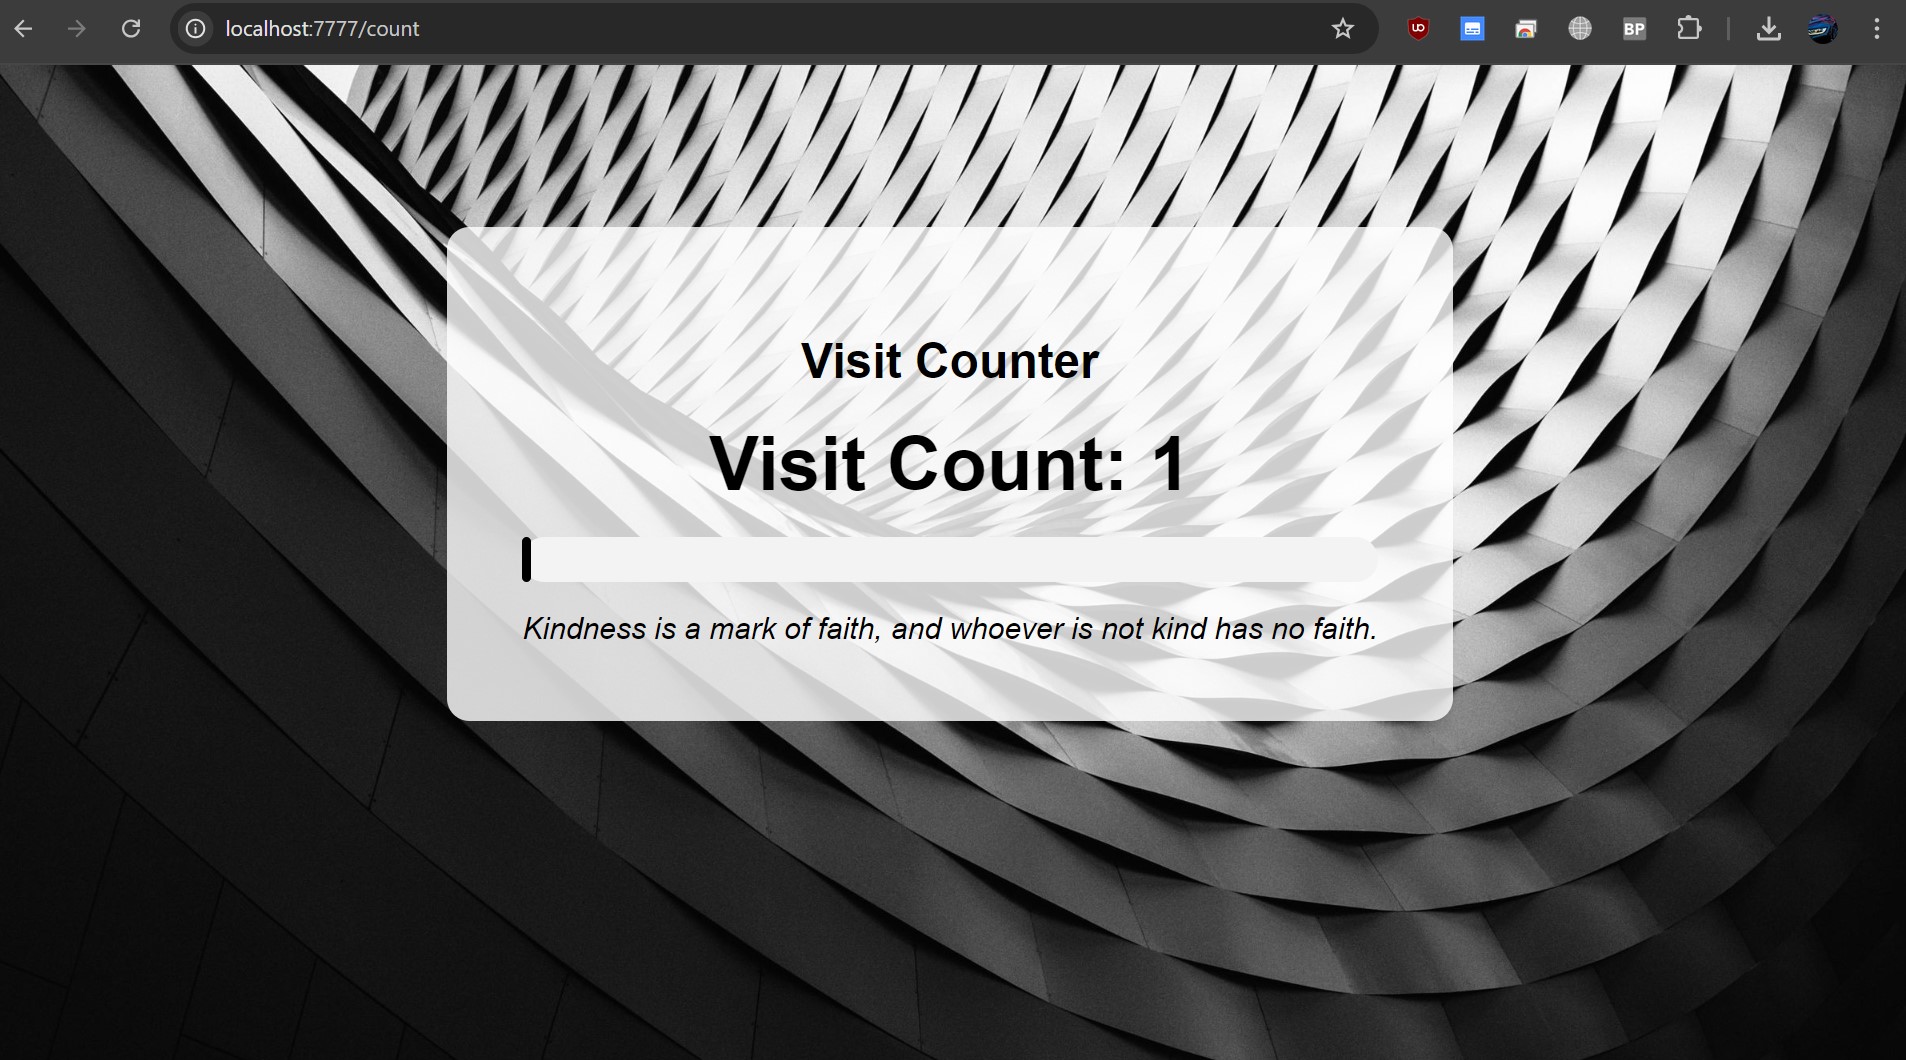 localhost:7777/count
BP
Visit Counter
Visit Count: 1
Kindness is a mark of faith, and whoever is not kind has no faith.